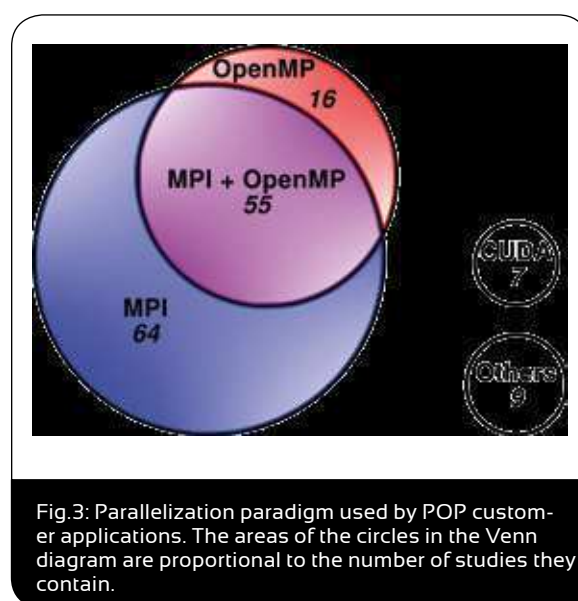 OpenMP
16
MPI + OpenMP
55
MPI
64
CUDA
7
Others
9
Fig.3: Parallelization paradigm used by POP custom-
er applications. The areas of the circles in the Venn
diagram are proportional to the number of studies they
contain.